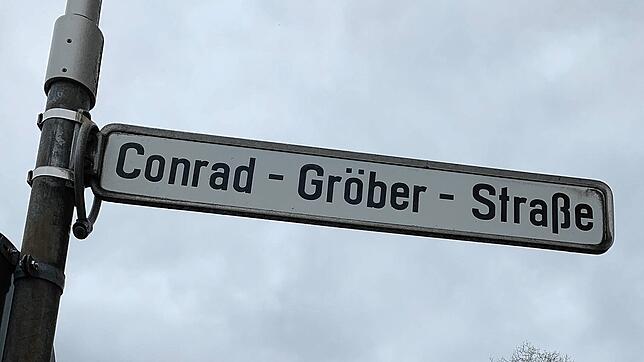 Conrad - Gröber - Straße